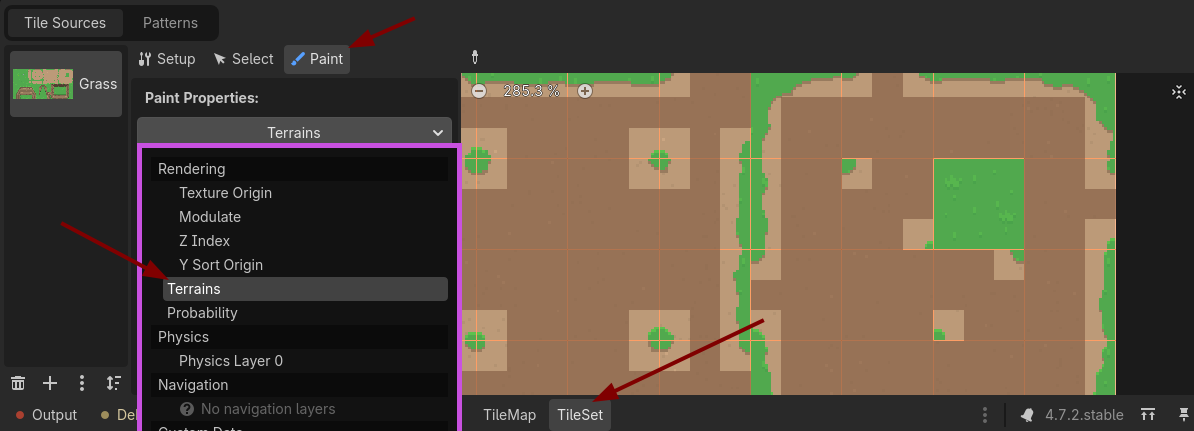 Tile Sources
Patterns
Grass
Setup
Select
Paint
Paint Properties:
Terrains
285.3 %
Rendering
Texture Origin
Modulate
Z Index
Y Sort Origin
Terrains
Probability
Physics
Physics Layer 0
Navigation
No navigation layers
Output
TileMap
TileSet
4.7.2.stable